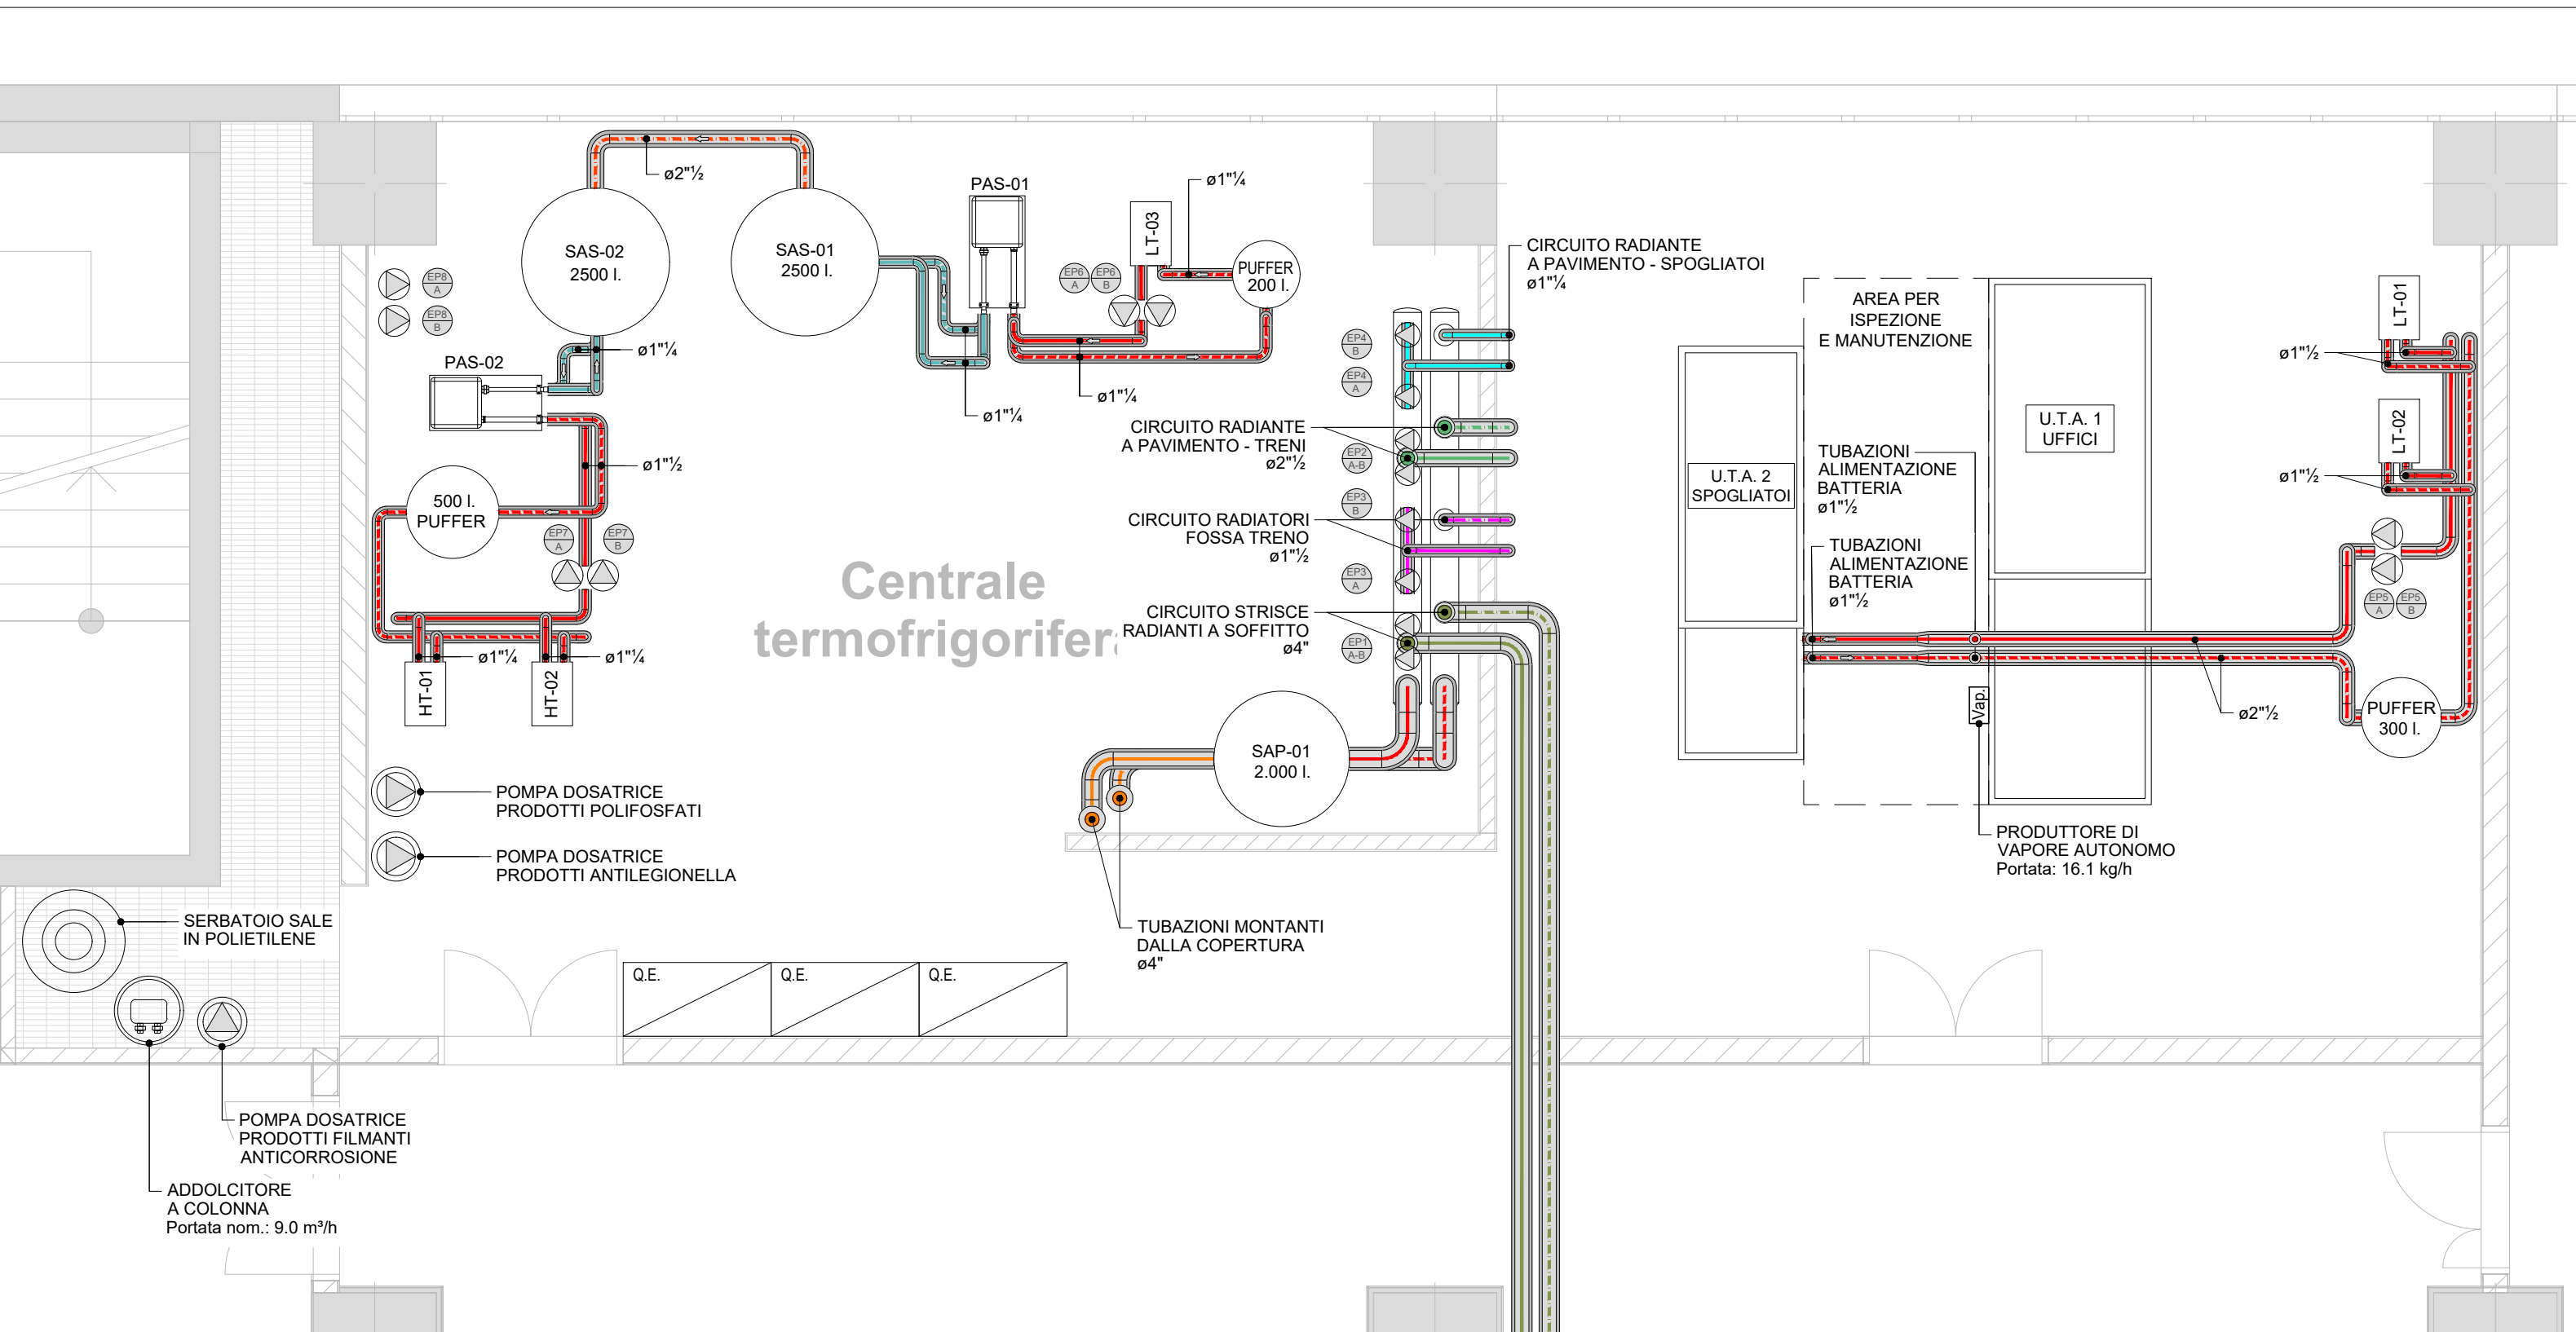 ø2"½
SAS-02
2500 l.
SAS-01
2500 l.
PAS-01
LT-03
ø1"¼
PUFFER
200 l.
EP6
A
EP6
B
EP8
A
EP8
B
ø1"¼
PAS-02
ø1"¼
ø1"¼
ø1"½
500 l.
PUFFER
EP7
A
EP7
B
ø1"¼
ø1"¼
HT-01
HT-02
Centrale
termofrigorifera
CIRCUITO RADIANTE
A PAVIMENTO - SPOGLIATOI
ø1"¼
EP4
B
EP4
A
CIRCUITO RADIANTE
A PAVIMENTO - TRENI
ø2"½
EP2
A-B
EP3
B
CIRCUITO RADIATORI
FOSSA TRENO
ø1"½
EP3
A
CIRCUITO STRISCE
RADIANTI A SOFFITTO
ø4"
EP1
A-B
SAP-01
2.000 l.
TUBAZIONI MONTANTI
DALLA COPERTURA
ø4"
AREA PER
ISPEZIONE
E MANUTENZIONE
U.T.A. 1
UFFICI
U.T.A. 2
SPOGLIATOI
TUBAZIONI
ALIMENTAZIONE
BATTERIA
ø1"½
TUBAZIONI
ALIMENTAZIONE
BATTERIA
ø1"½
LT-01
ø1"½
LT-02
ø1"½
EP5
A
EP5
B
ø2"½
PUFFER
300 l.
Vap.
PRODUTTORE DI
VAPORE AUTONOMO
Portata: 16.1 kg/h
POMPA DOSATRICE
PRODOTTI POLIFOSFATI
POMPA DOSATRICE
PRODOTTI ANTILEGIONELLA
SERBATOIO SALE
IN POLIETILENE
Q.E.
Q.E.
Q.E.
POMPA DOSATRICE
PRODOTTI FILMANTI
ANTICORROSIONE
ADDOLCITORE
A COLONNA
Portata nom.: 9.0 m³/h